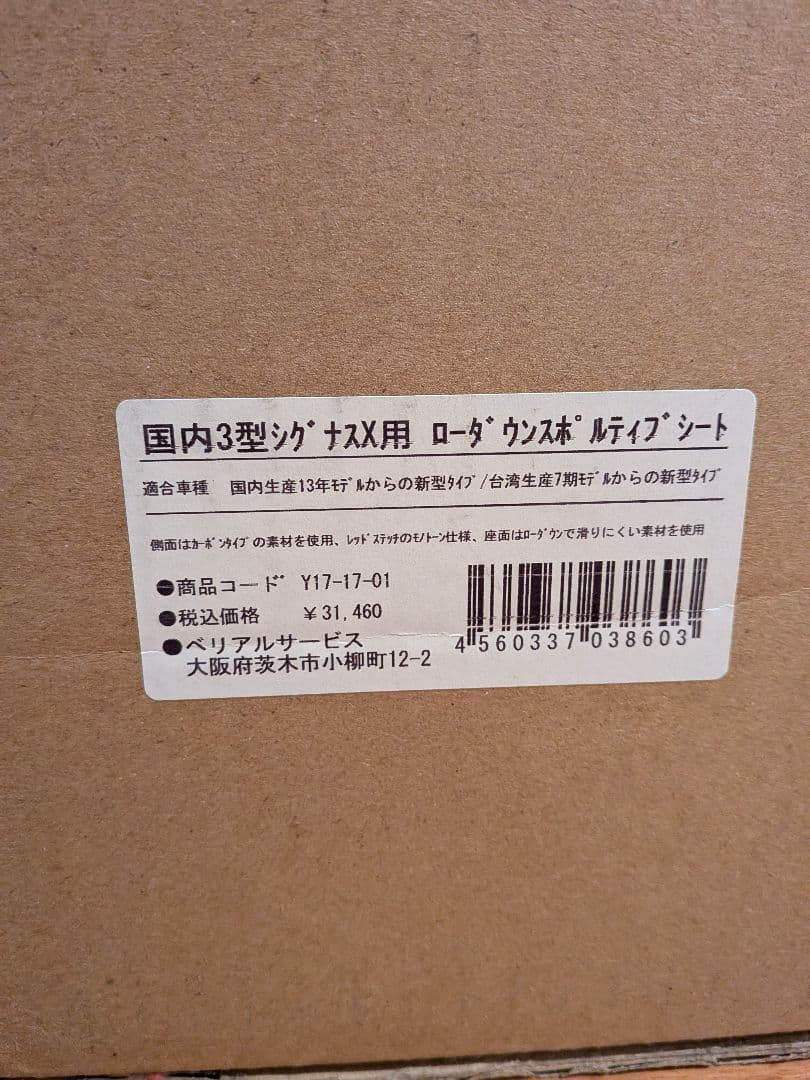 国内3型ｼｸﾞﾅｽX用 ﾛｰﾀﾞｳﾝｽﾎﾟﾙﾃｨﾌﾞｼｰﾄ
適合車種 国内生産13年ﾓﾃﾞﾙからの新型ﾀｲﾌﾟ/台湾生産7期ﾓﾃﾞﾙからの新型ﾀｲﾌﾟ
側面はｶｰﾎﾞﾝﾀｲﾌﾟの素材を使用、ﾚｯﾄﾞｽﾃｯﾁのﾓﾉﾄｰﾝ仕様、座面はﾛｰﾀﾞｳﾝで滑りにくい素材を使用
●商品コード Y17-17-01
●税込価格 ￥31,460
●ベリアルサービス
大阪府茨木市小柳町12-2
4 560337 038603